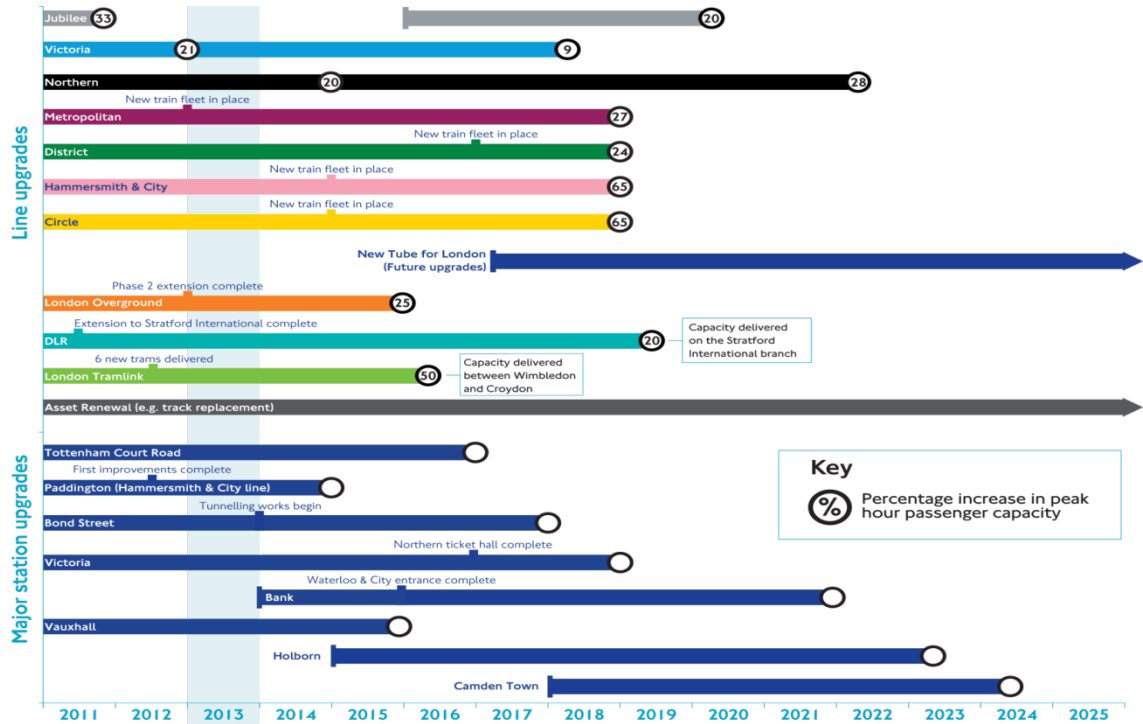 Line upgrades
Jubilee 33 20
Victoria 21 9
Northern 20 28
New train fleet in place
Metropolitan 27
New train fleet in place
District 24
New train fleet in place
Hammersmith & City 65
New train fleet in place
Circle 65
New Tube for London
(Future upgrades)
Phase 2 extension complete
London Overground 25
Extension to Stratford International complete
DLR 20
Capacity delivered
on the Stratford
International branch
6 new trams delivered
London Tramlink 50
Capacity delivered
between Wimbledon
and Croydon
Asset Renewal (e.g. track replacement)
Major station upgrades
Tottenham Court Road
First improvements complete
Paddington (Hammersmith & City line)
Tunnelling works begin
Bond Street
Northern ticket hall complete
Victoria
Waterloo & City entrance complete
Bank
Vauxhall
Holborn
Camden Town
Key
% Percentage increase in peak
hour passenger capacity
2011 2012 2013 2014 2015 2016 2017 2018 2019 2020 2021 2022 2023 2024 2025